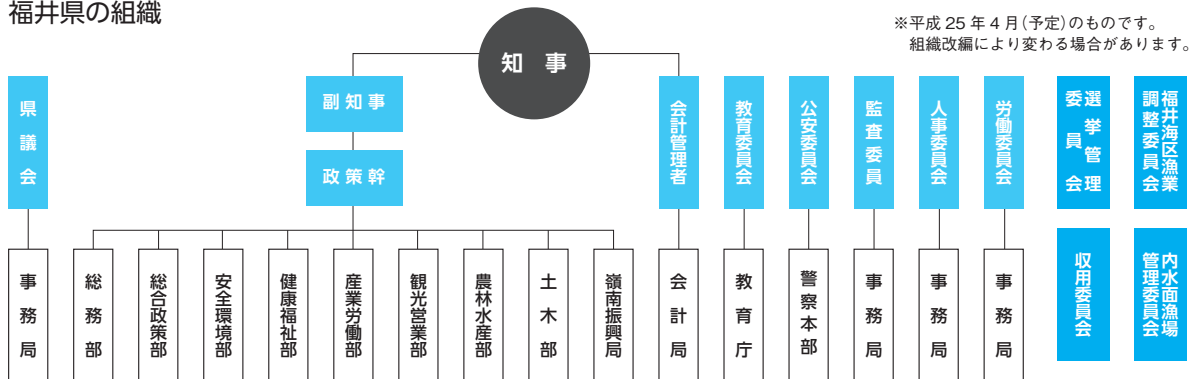 福井県の組織
※平成25年4月(予定)のものです。
組織改編により変わる場合があります。
知事
副知事
政策幹
県議会
会計管理者
教育委員会
公安委員会
監査委員
人事委員会
労働委員会
選挙管理
委員会
福井海区漁業
調整委員会
事務局
総務部
総合政策部
安全環境部
健康福祉部
産業労働部
観光営業部
農林水産部
土木部
嶺南振興局
会計局
教育庁
警察本部
事務局
事務局
事務局
収用委員会
内水面漁場
管理委員会